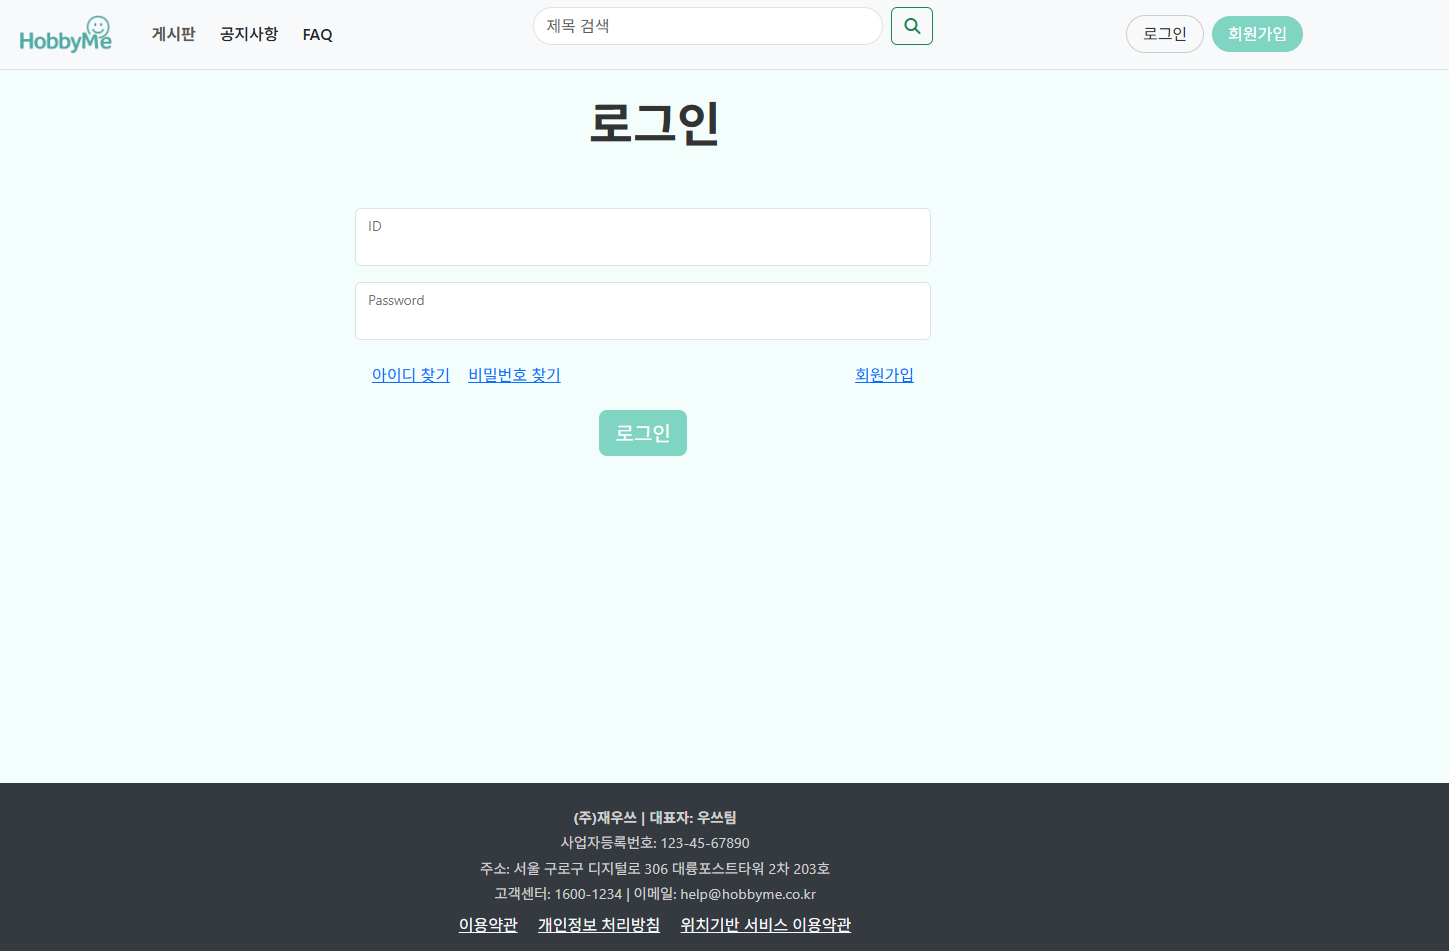 HobbyMe 게시판 공지사항 FAQ 제목 검색 로그인 회원가입
로그인
ID
Password
아이디 찾기 비밀번호 찾기 회원가입
로그인
(주)재우쓰 | 대표자: 우쓰팀
사업자등록번호: 123-45-67890
주소: 서울 구로구 디지털로 306 대륭포스트타워 2차 203호
고객센터: 1600-1234 | 이메일: help@hobbyme.co.kr
이용약관 개인정보 처리방침 위치기반 서비스 이용약관